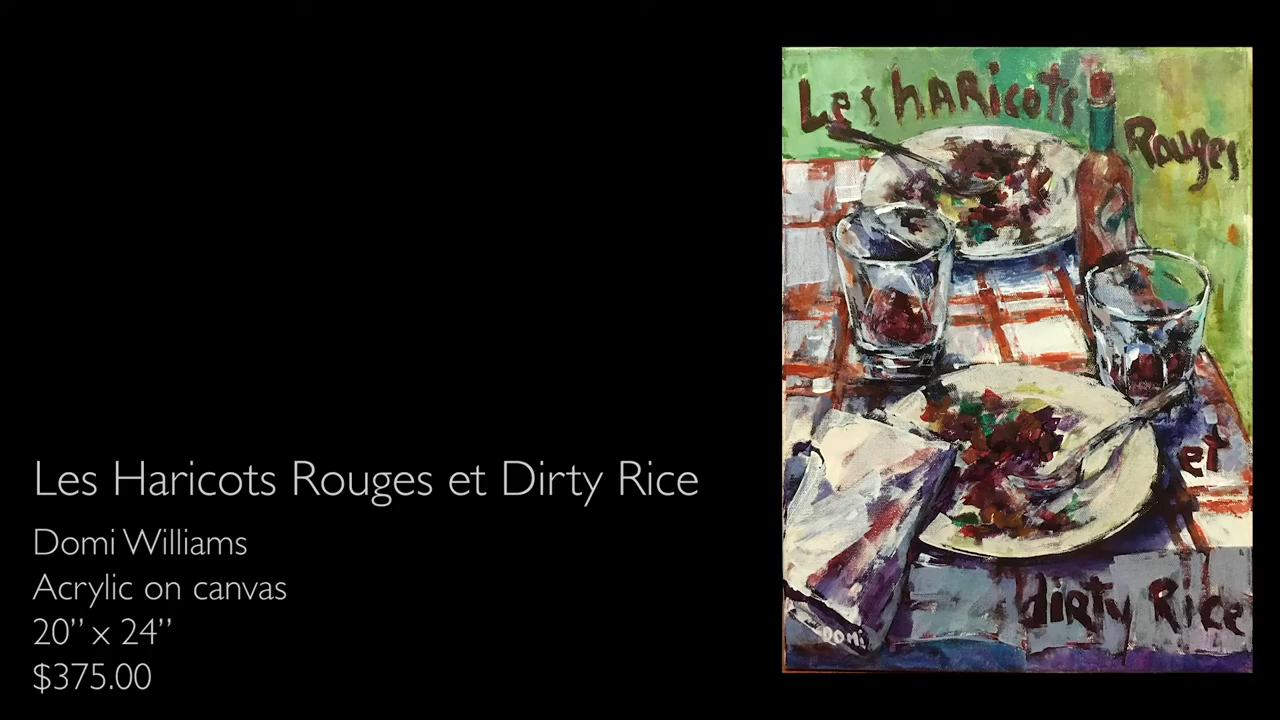 Les Haricots Rouges et Dirty Rice
Domi Williams
Acrylic on canvas
20” x 24”
$375.00
Les hARicots
Rouges
et
diRty Rice
DOMi